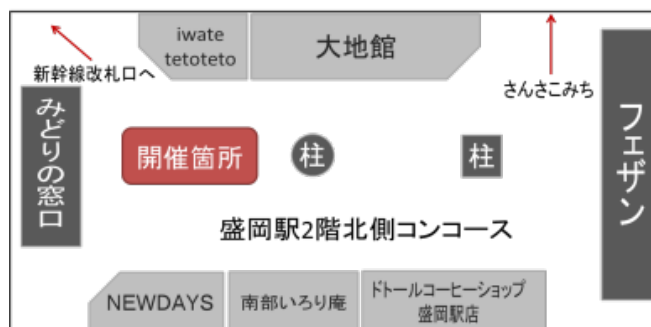 iwate
tetoteto
大地館
新幹線改札口へ
さんさこみち
みどりの窓口
開催箇所
柱
柱
フェザン
盛岡駅2階北側コンコース
NEWDAYS
南部いろり庵
ドトールコーヒーショップ
盛岡駅店